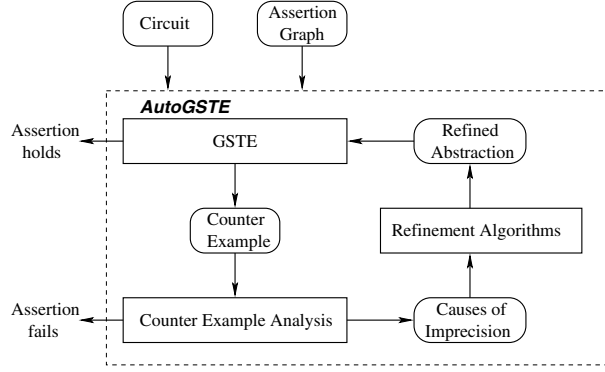 Circuit
Assertion
Graph
AutoGSTE
Assertion
holds
GSTE
Refined
Abstraction
Counter
Example
Refinement Algorithms
Assertion
fails
Counter Example Analysis
Causes of
Imprecision